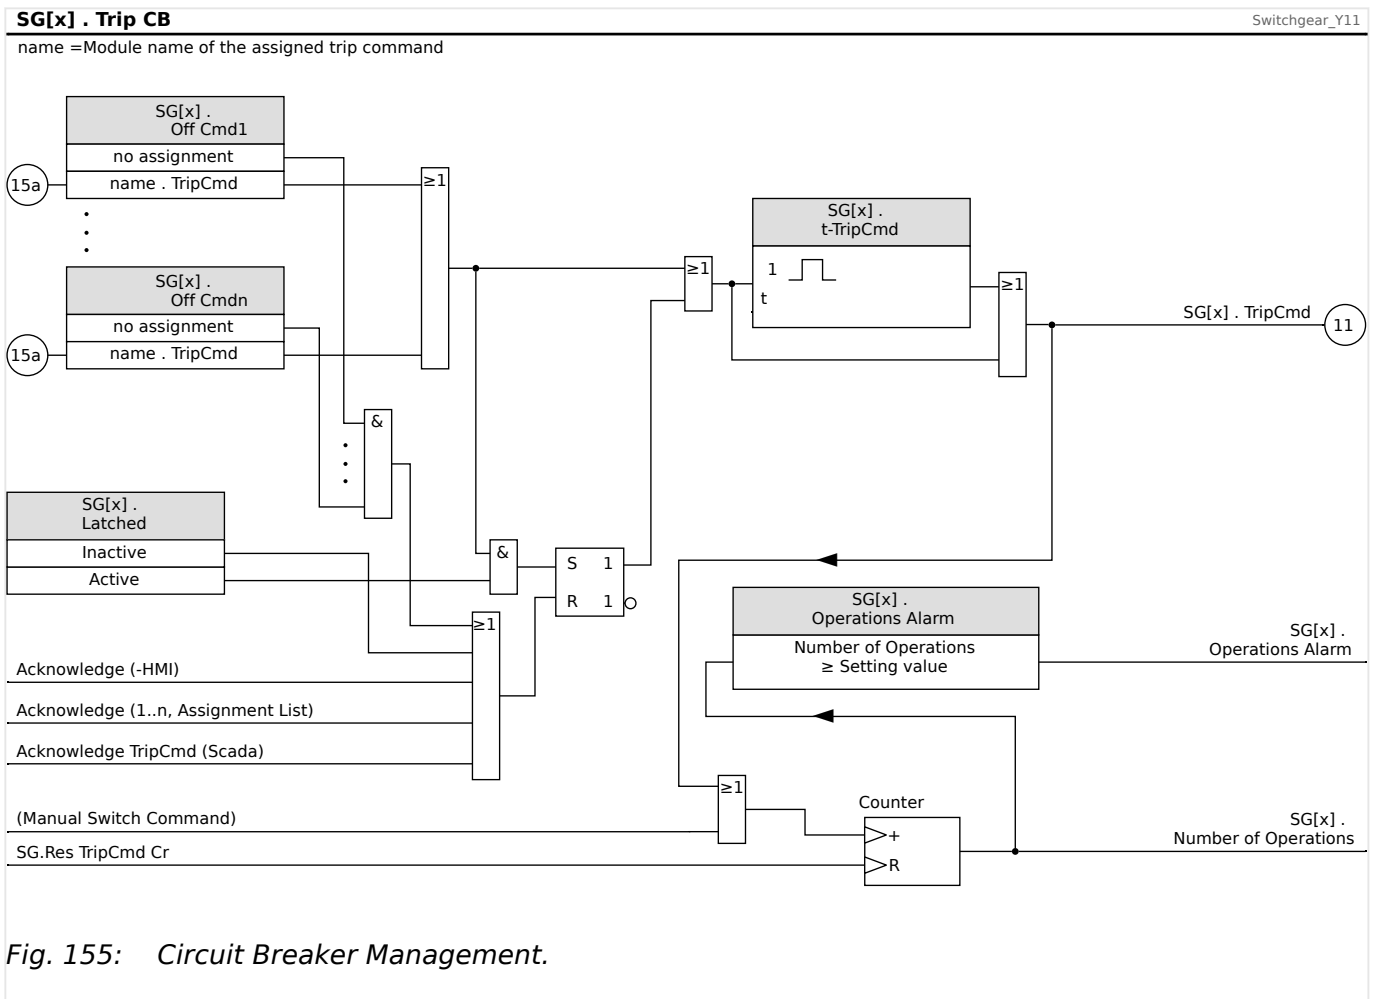 SG[x] . Trip CB
Switchgear_Y11
name =Module name of the assigned trip command
SG[x] .
Off Cmd1
no assignment
15a
name . TripCmd
≥1
SG[x] .
t-TripCmd
1
t
≥1
≥1
SG[x] . TripCmd
11
SG[x] .
Off Cmdn
no assignment
15a
name . TripCmd
&
SG[x] .
Latched
Inactive
Active
&
S 1
R 1
≥1
Acknowledge (-HMI)
Acknowledge (1..n, Assignment List)
Acknowledge TripCmd (Scada)
SG[x] .
Operations Alarm
Number of Operations
≥ Setting value
SG[x] .
Operations Alarm
≥1
(Manual Switch Command)
SG.Res TripCmd Cr
Counter
+
R
SG[x] .
Number of Operations
Fig. 155: Circuit Breaker Management.